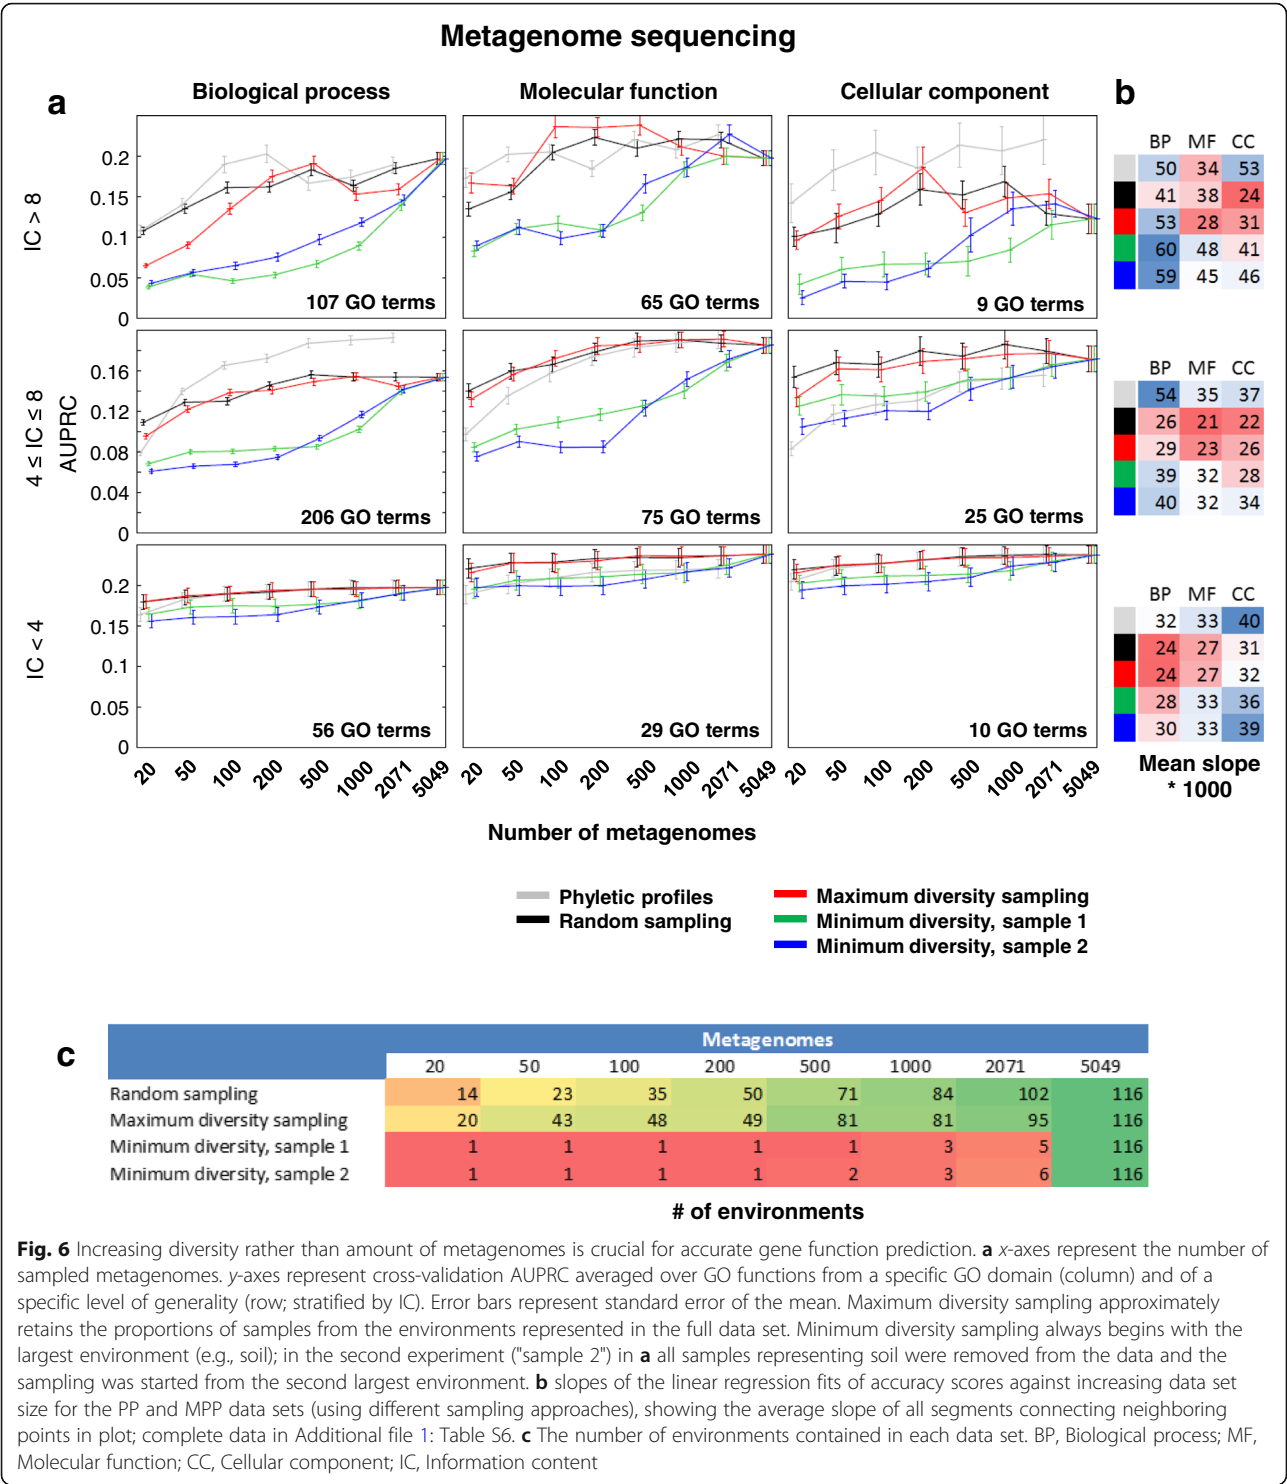 Metagenome sequencing
a
Biological process
Molecular function
Cellular component
b
IC > 8
0.2
0.15
0.1
0.05
0
107 GO terms
65 GO terms
9 GO terms
BP MF CC
50 34 53
41 38 24
53 28 31
60 48 41
59 45 46
4 ≤ IC ≤ 8
AUPRC
0.16
0.12
0.08
0.04
0
206 GO terms
75 GO terms
25 GO terms
54 35 37
26 21 22
29 23 26
39 32 28
40 32 34
IC < 4
0.2
0.15
0.1
0.05
0
56 GO terms
29 GO terms
10 GO terms
BP MF CC
32 33 40
24 27 31
24 27 32
28 33 36
30 33 39
Mean slope
* 1000
20 50 100 200 500 1000 2071 5049
20 50 100 200 500 1000 2071 5049
20 50 100 200 500 1000 2071 5049
Number of metagenomes
Phyletic profiles
Random sampling
Maximum diversity sampling
Minimum diversity, sample 1
Minimum diversity, sample 2
c
Metagenomes
20 50 100 200 500 1000 2071 5049
Random sampling 14 23 35 50 71 84 102 116
Maximum diversity sampling 20 43 48 49 81 81 95 116
Minimum diversity, sample 1 1 1 1 1 1 3 5 116
Minimum diversity, sample 2 1 1 1 1 2 3 6 116
# of environments
Fig. 6 Increasing diversity rather than amount of metagenomes is crucial for accurate gene function prediction. a x-axes represent the number of
sampled metagenomes. y-axes represent cross-validation AUPRC averaged over GO functions from a specific GO domain (column) and of a
specific level of generality (row; stratified by IC). Error bars represent standard error of the mean. Maximum diversity sampling approximately
retains the proportions of samples from the environments represented in the full data set. Minimum diversity sampling always begins with the
largest environment (e.g., soil); in the second experiment ("sample 2") in a all samples representing soil were removed from the data and the
sampling was started from the second largest environment. b slopes of the linear regression fits of accuracy scores against increasing data set
size for the PP and MPP data sets (using different sampling approaches), showing the average slope of all segments connecting neighboring
points in plot; complete data in Additional file 1: Table S6. c The number of environments contained in each data set. BP, Biological process; MF,
Molecular function; CC, Cellular component; IC, Information content